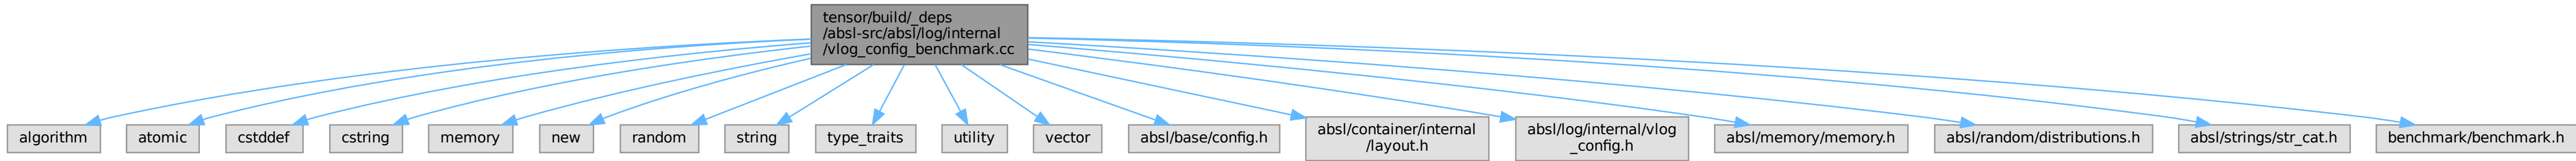 tensor/build/_deps
/absl-src/absl/log/internal
/vlog_config_benchmark.cc
algorithm
atomic
cstddef
cstring
memory
new
random
string
type_traits
utility
vector
absl/base/config.h
absl/container/internal
/layout.h
absl/log/internal/vlog
_config.h
absl/memory/memory.h
absl/random/distributions.h
absl/strings/str_cat.h
benchmark/benchmark.h